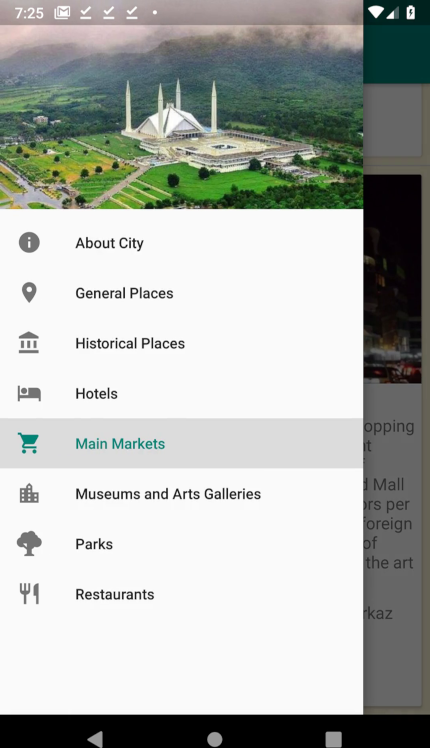 7:25
About City
General Places
Historical Places
Hotels
Main Markets
Museums and Arts Galleries
Parks
Restaurants
opping
Mall
ors per
foreign
of
the art
rkaz